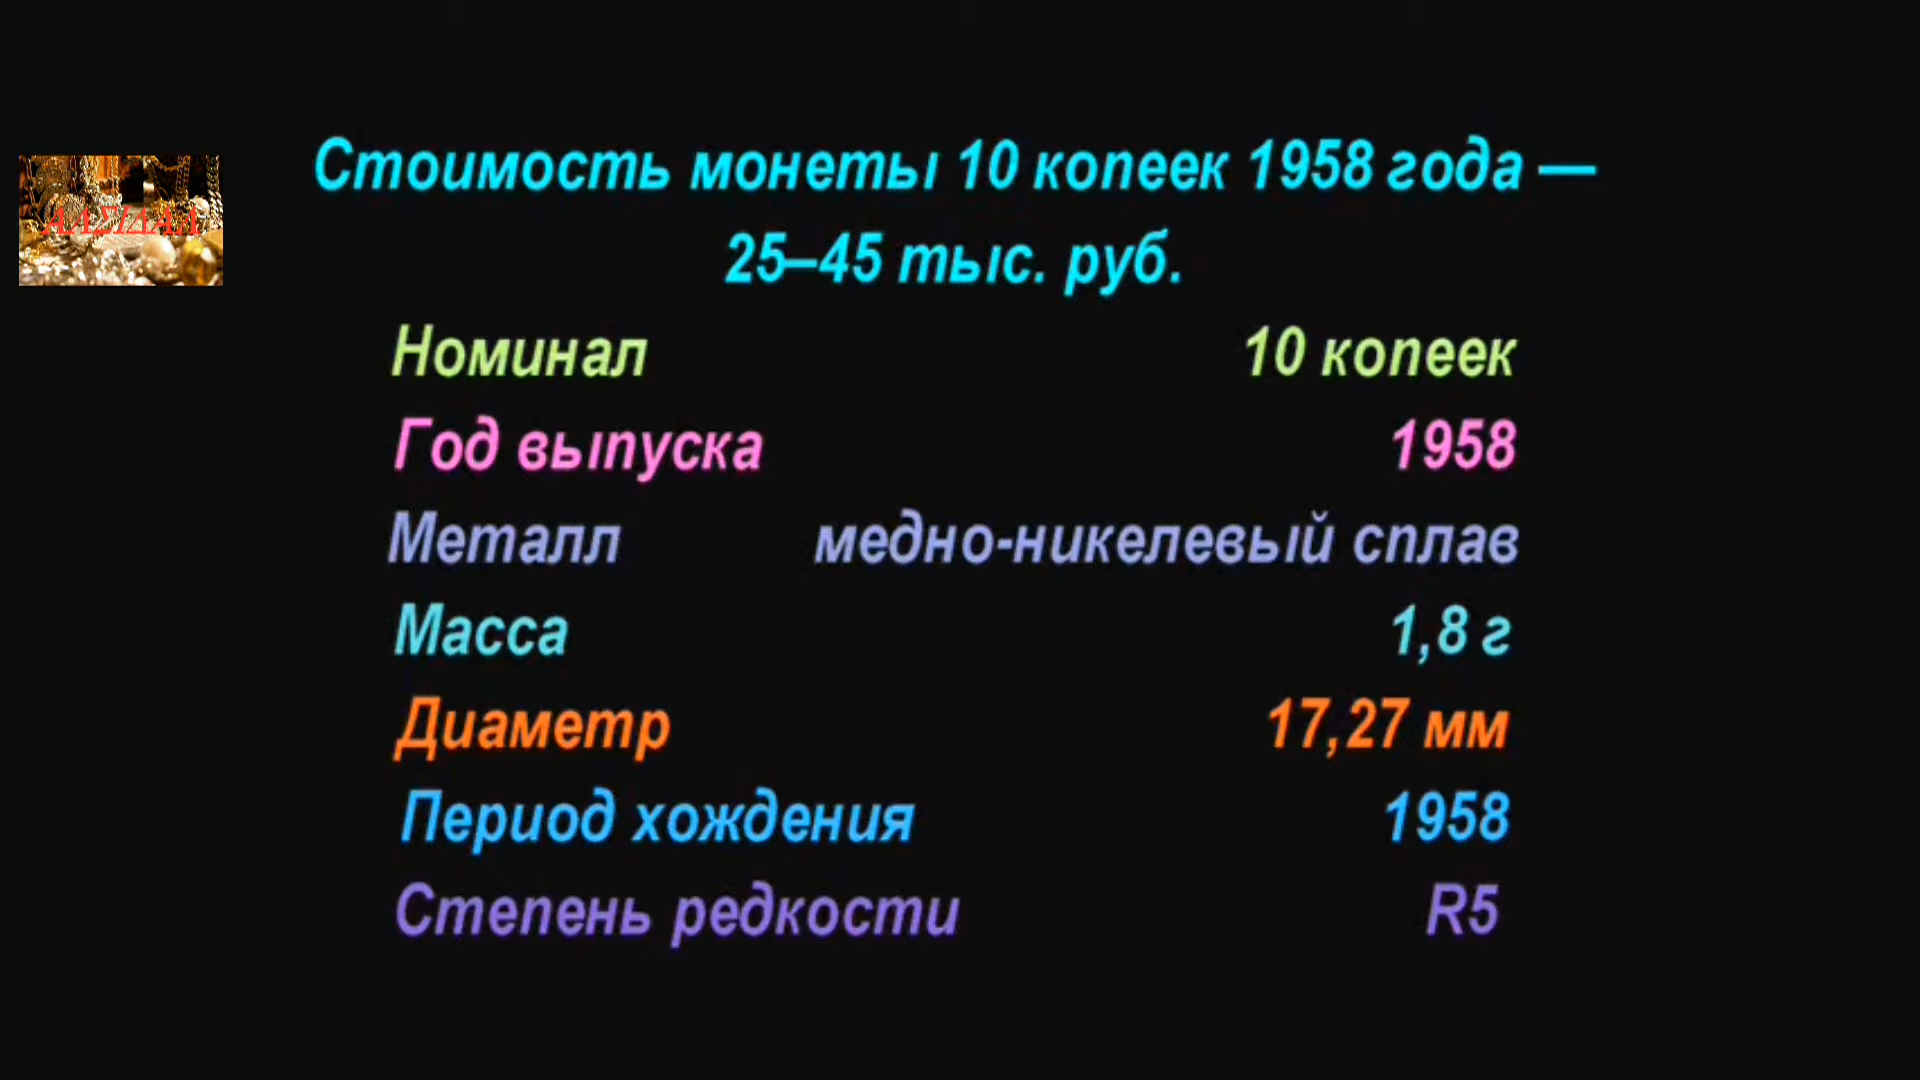 Стоимость монеты 10 копеек 1958 года —
25–45 тыс. руб.
Номинал 10 копеек
Год выпуска 1958
Металл медно-никелевый сплав
Масса 1,8 г
Диаметр 17,27 мм
Период хождения 1958
Степень редкости R5